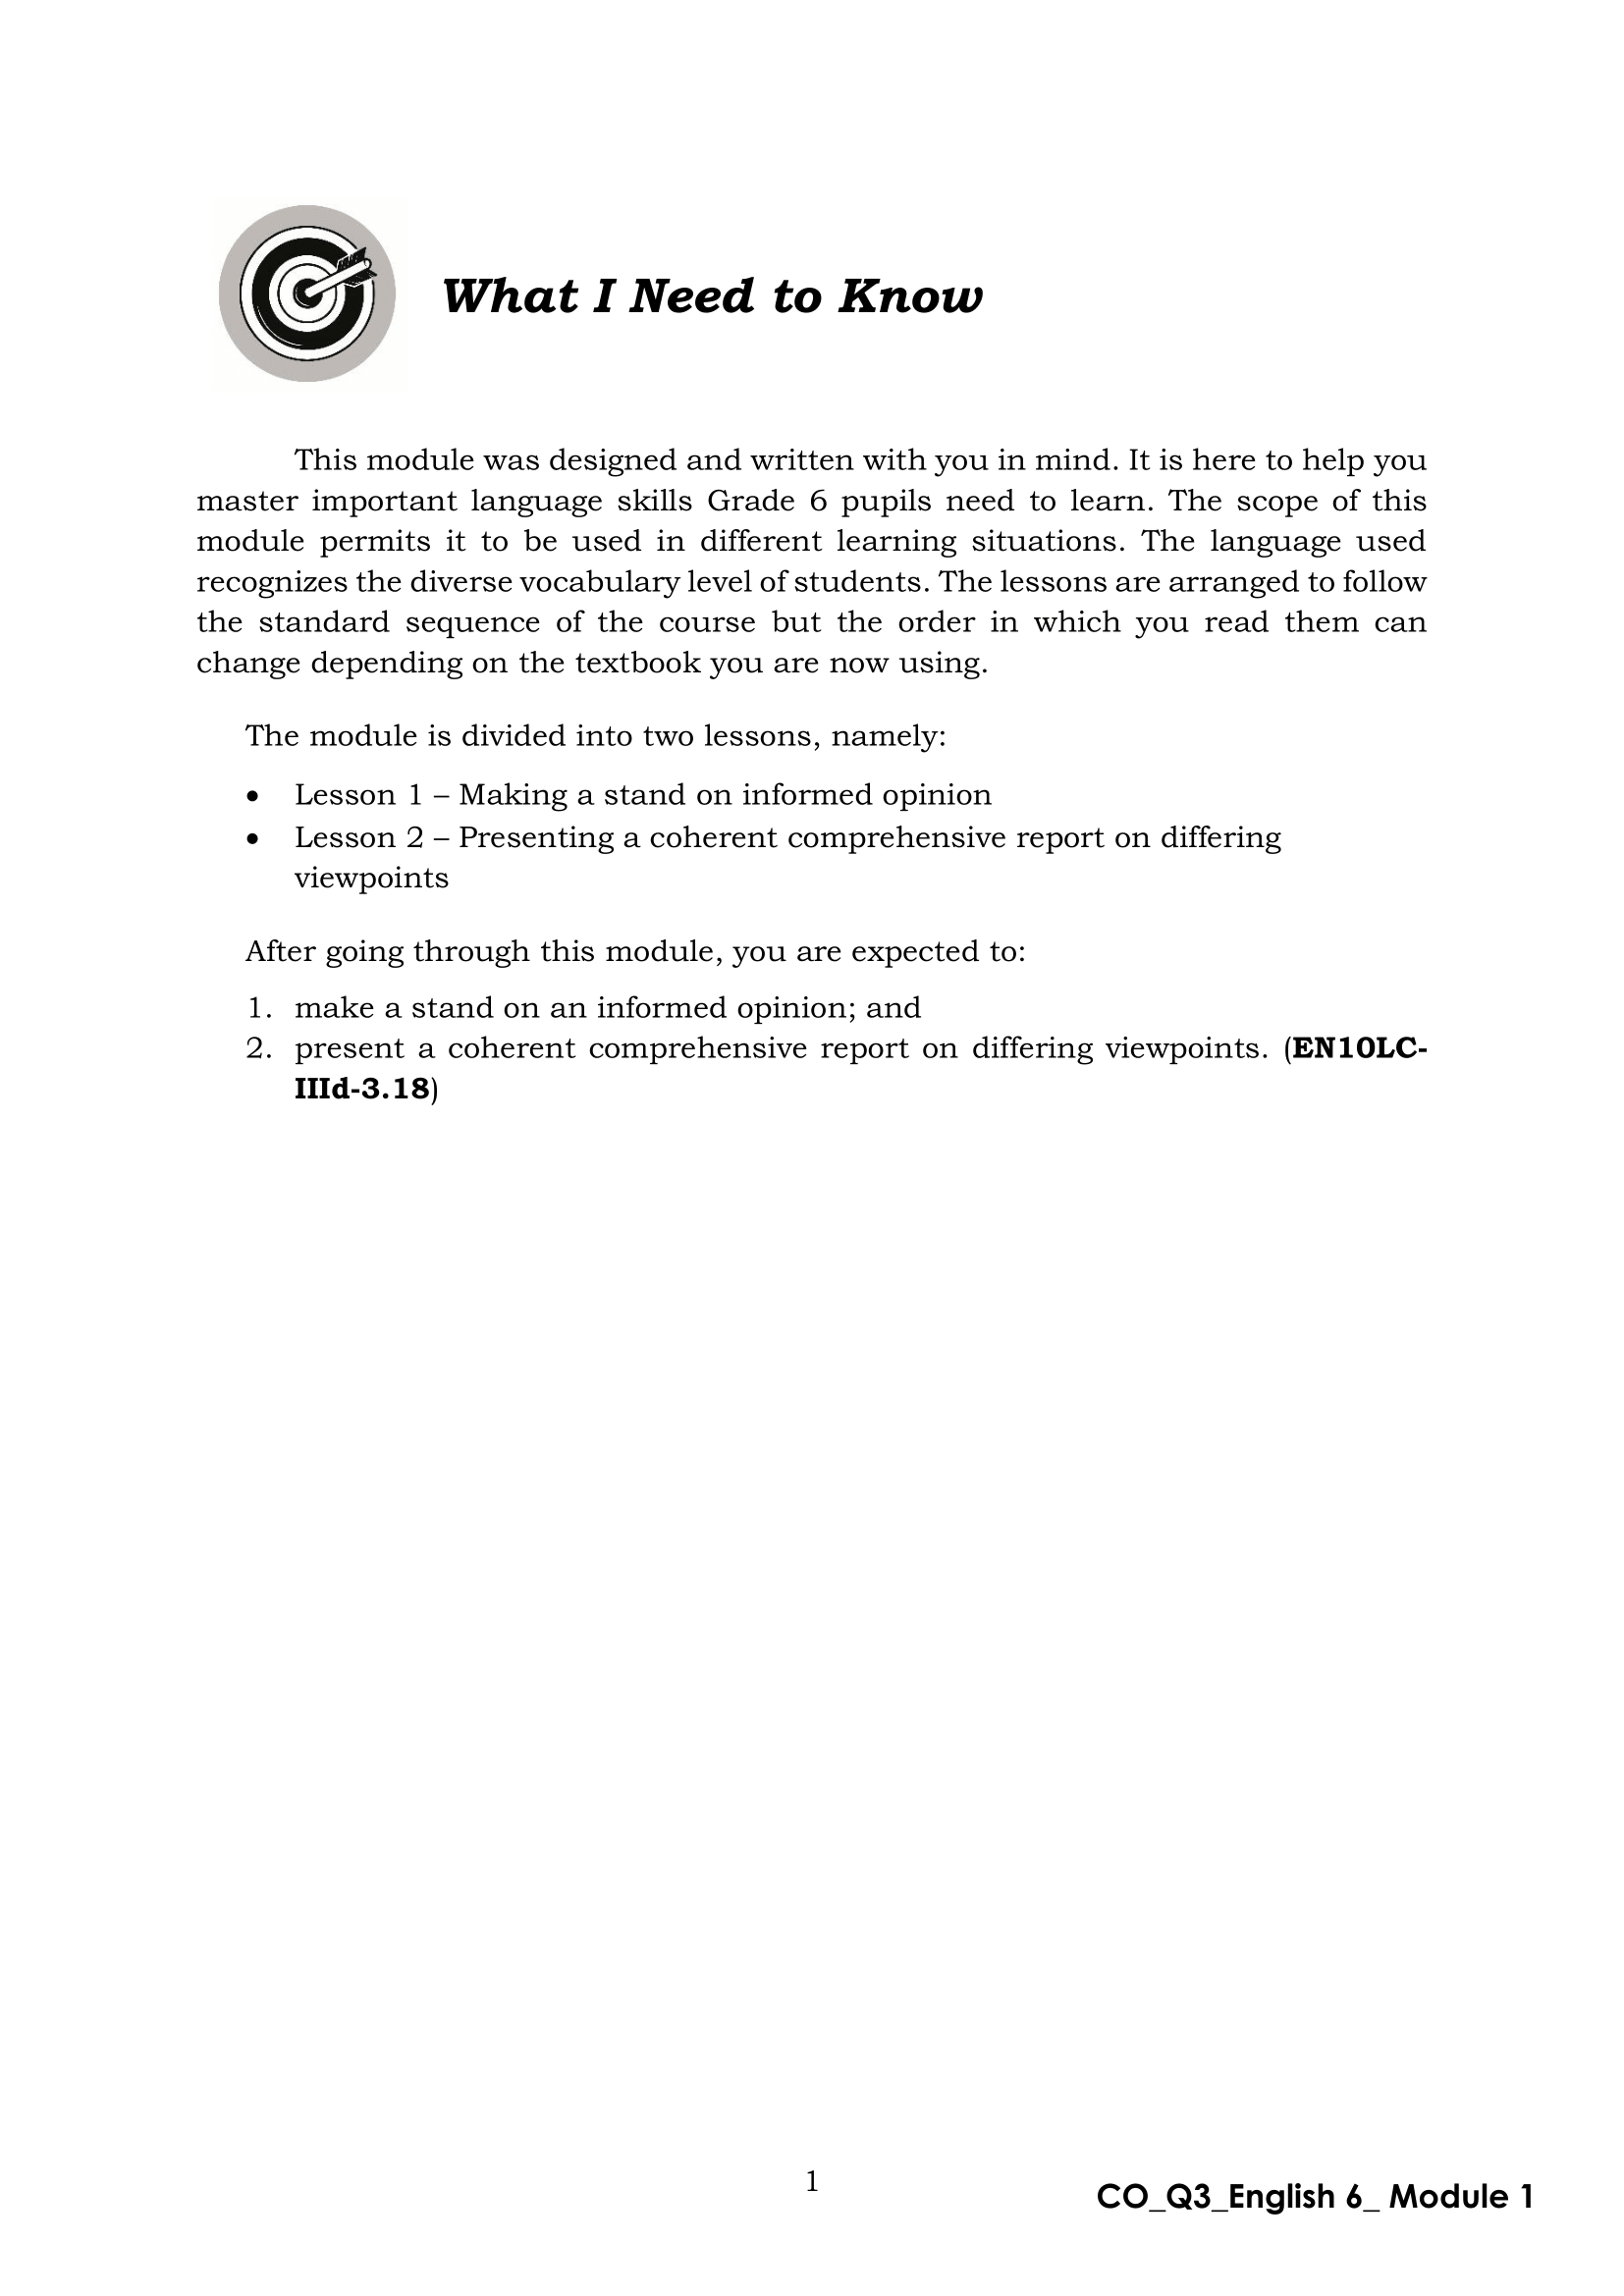 What I Need to Know
This module was designed and written with you in mind. It is here to help you
master important language skills Grade 6 pupils need to learn. The scope of this
module permits it to be used in different learning situations. The language used
recognizes the diverse vocabulary level of students. The lessons are arranged to follow
the standard sequence of the course but the order in which you read them can
change depending on the textbook you are now using.
The module is divided into two lessons, namely:
• Lesson 1 – Making a stand on informed opinion
• Lesson 2 – Presenting a coherent comprehensive report on differing
viewpoints
After going through this module, you are expected to:
1. make a stand on an informed opinion; and
2. present a coherent comprehensive report on differing viewpoints. (EN10LC-
IIId-3.18)
1
CO_Q3_English 6_ Module 1